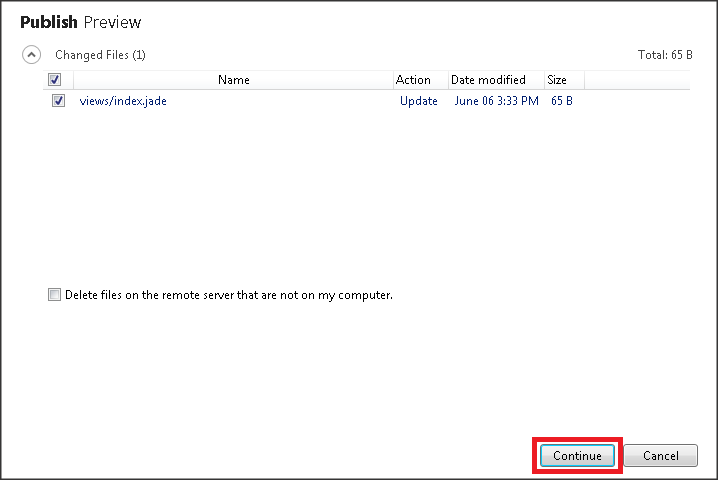 Publish Preview
Changed Files (1) Total: 65 B
Name Action Date modified Size
views/index.jade Update June 06 3:33 PM 65 B
Delete files on the remote server that are not on my computer.
Continue Cancel